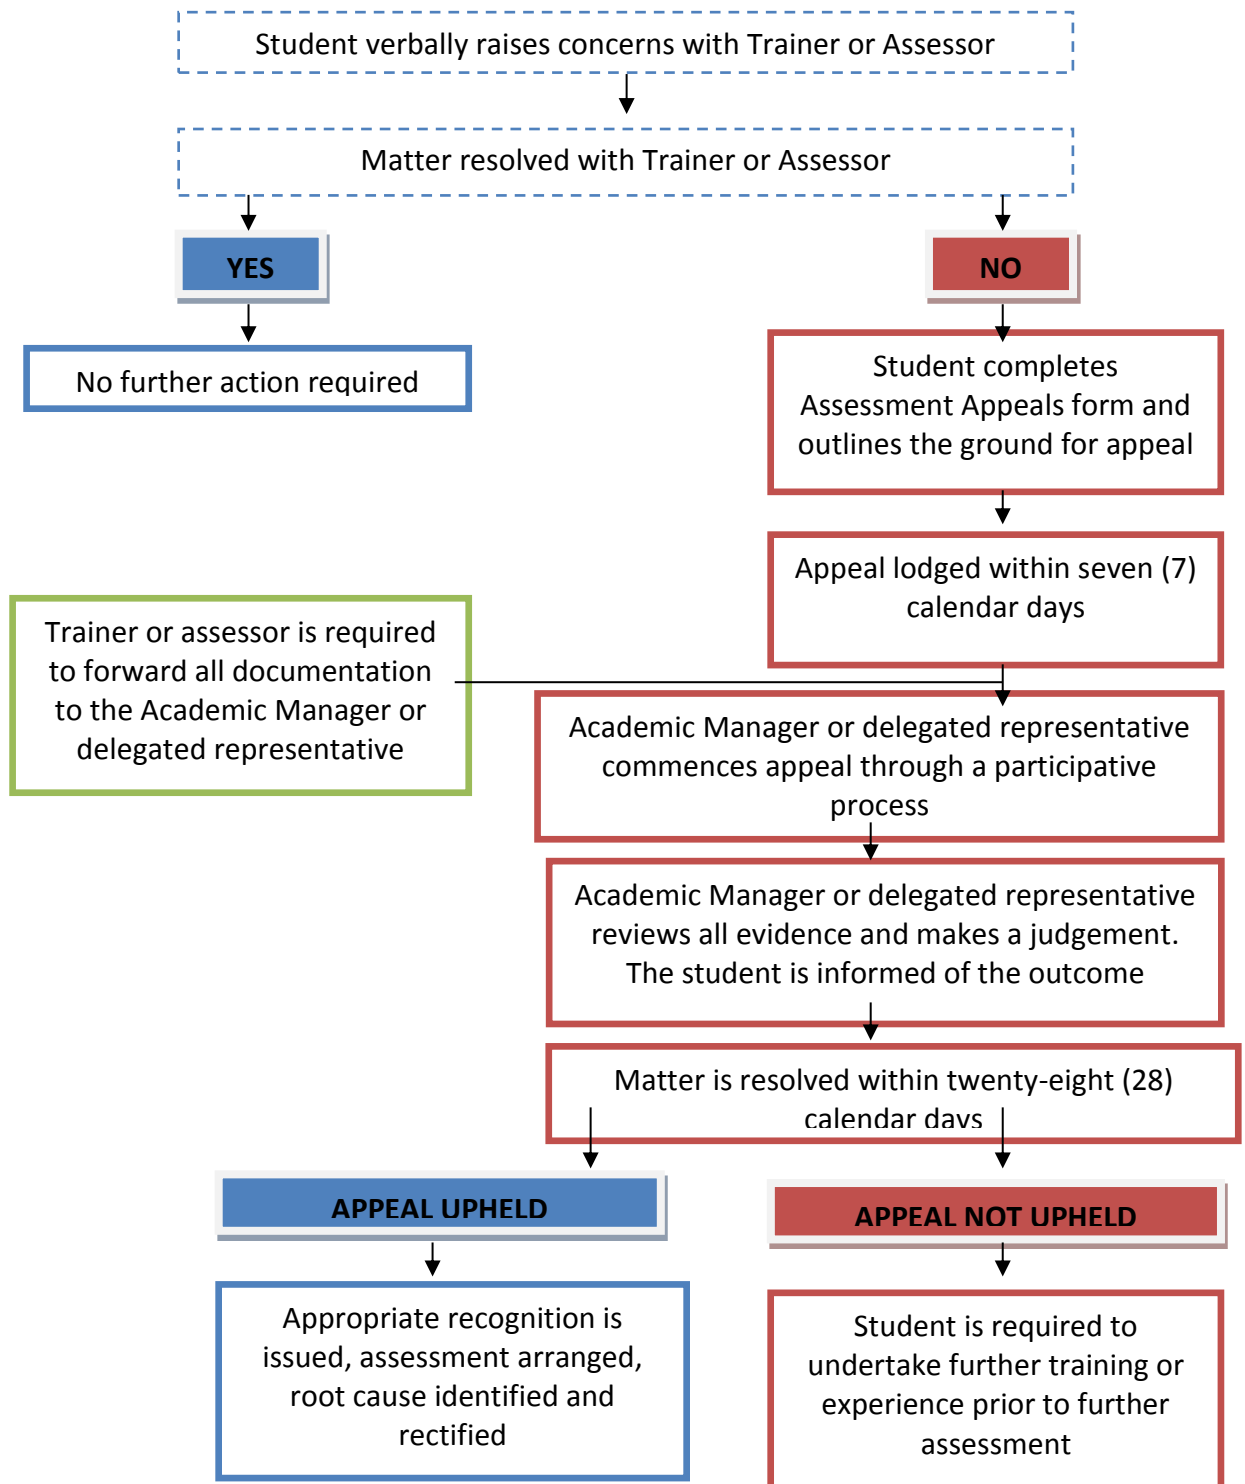 Student verbally raises concerns with Trainer or Assessor
Matter resolved with Trainer or Assessor
YES
NO
No further action required
Student completes
Assessment Appeals form and
outlines the ground for appeal
Appeal lodged within seven (7)
calendar days
Trainer or assessor is required
to forward all documentation
to the Academic Manager or
delegated representative
Academic Manager or delegated representative
commences appeal through a participative
process
Academic Manager or delegated representative
reviews all evidence and makes a judgement.
The student is informed of the outcome
Matter is resolved within twenty-eight (28)
calendar days
APPEAL UPHELD
APPEAL NOT UPHELD
Appropriate recognition is
issued, assessment arranged,
root cause identified and
rectified
Student is required to
undertake further training or
experience prior to further
assessment